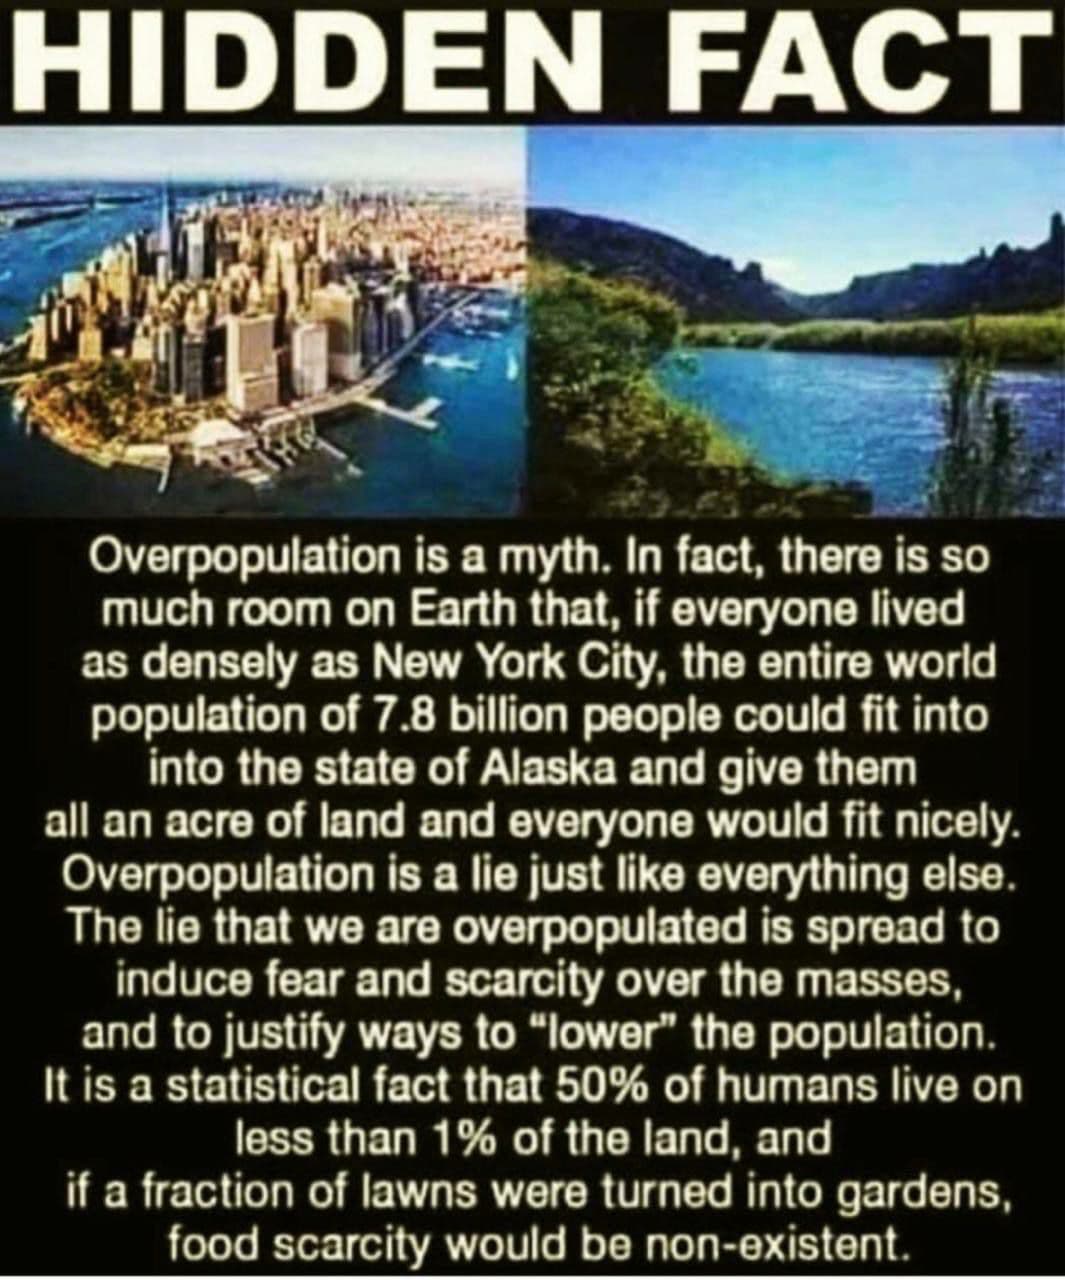 HIDDEN FACT
Overpopulation is a myth. In fact, there is so
much room on Earth that, if everyone lived
as densely as New York City, the entire world
population of 7.8 billion people could fit into
into the state of Alaska and give them
all an acre of land and everyone would fit nicely.
Overpopulation is a lie just like everything else.
The lie that we are overpopulated is spread to
induce fear and scarcity over the masses,
and to justify ways to “lower” the population.
It is a statistical fact that 50% of humans live on
less than 1% of the land, and
if a fraction of lawns were turned into gardens,
food scarcity would be non-existent.